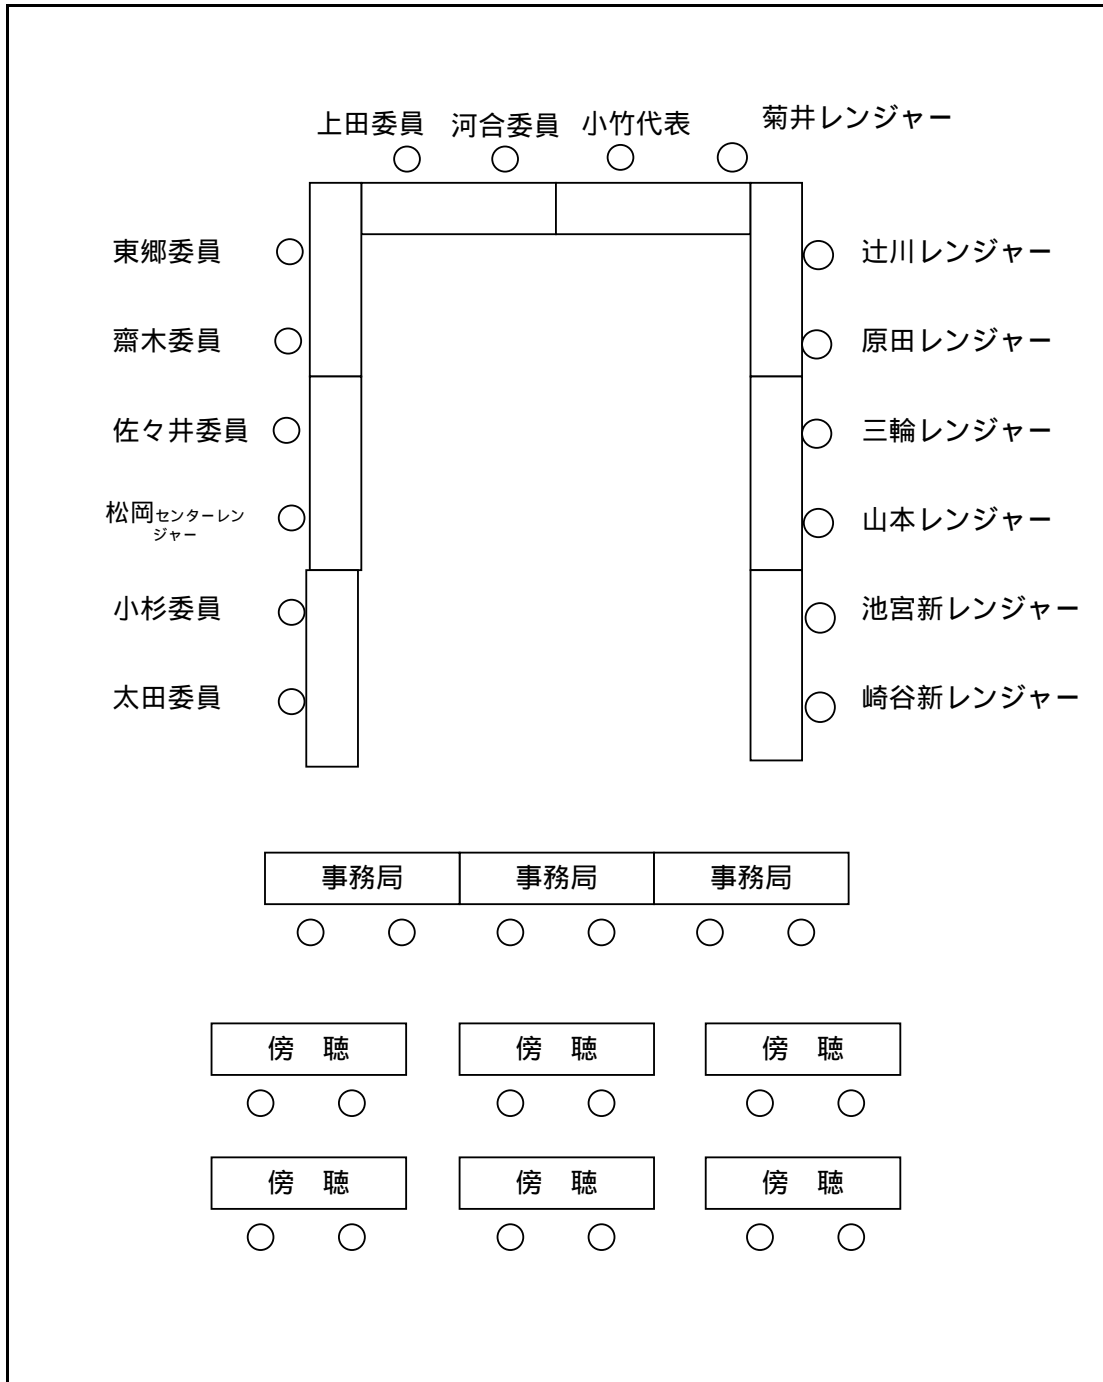 上田委員 河合委員 小竹代表 菊井レンジャー
東郷委員 辻川レンジャー
齋木委員 原田レンジャー
佐々井委員 三輪レンジャー
松岡センターレン
ジャー
山本レンジャー
小杉委員 池宮新レンジャー
太田委員 崎谷新レンジャー
事務局 事務局 事務局
傍 聴 傍 聴 傍 聴
傍 聴 傍 聴 傍 聴